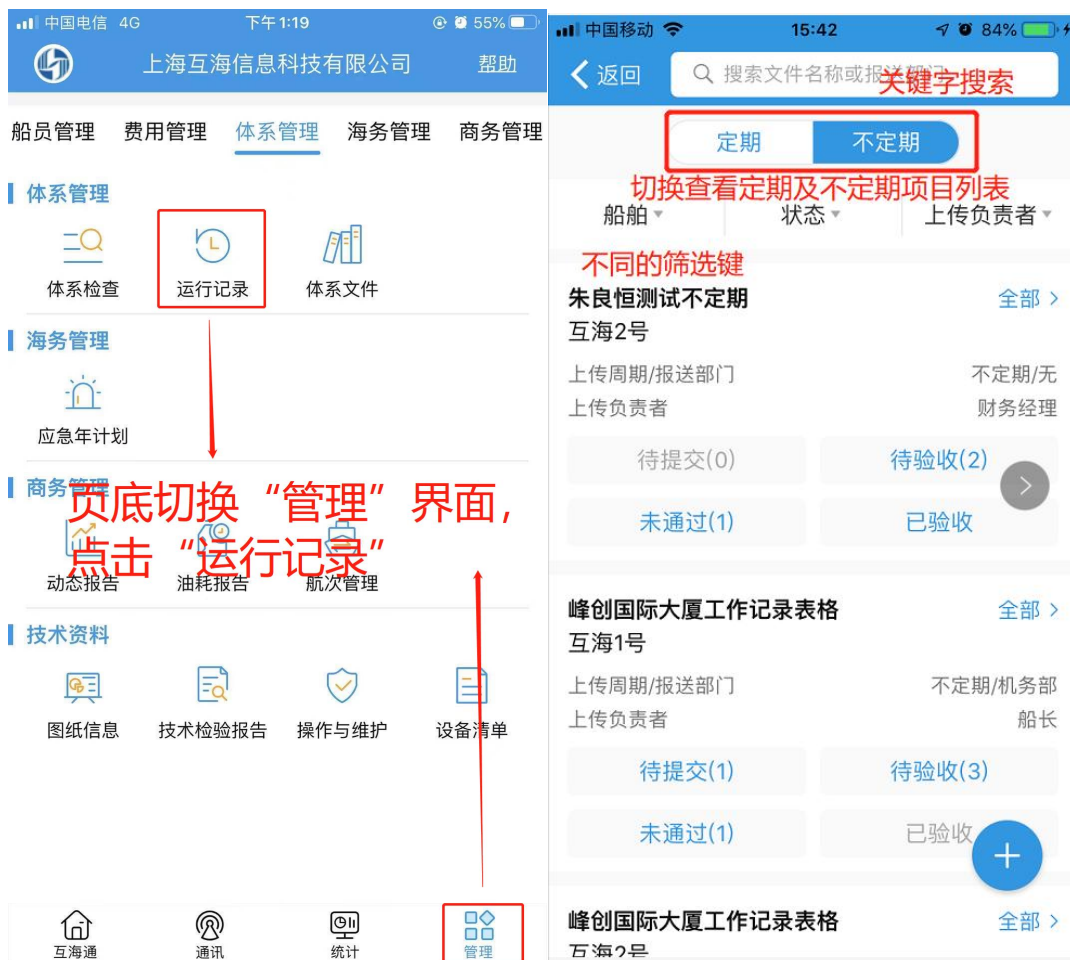 中国电信 4G 下午1:19 55%
上海互海信息科技有限公司 帮助
船员管理 费用管理 体系管理 海务管理 商务管理
体系管理
体系检查 运行记录 体系文件
海务管理
应急年计划
商务管理
页底切换“管理”界面，
点击“运行记录”
动态报告 油耗报告 航次管理
技术资料
图纸信息 技术检验报告 操作与维护 设备清单
互海通 通讯 统计 管理
中国移动 15:42 84%
返回 搜索文件名称或报送部门
关键字搜索
定期 不定期
切换查看定期及不定期项目列表
船舶 状态 上传负责者
不同的筛选键
朱良恒测试不定期 全部
互海2号
上传周期/报送部门 不定期/无
上传负责者 财务经理
待提交(0) 待验收(2)
未通过(1) 已验收
峰创国际大厦工作记录表格 全部
互海1号
上传周期/报送部门 不定期/机务部
上传负责者 船长
待提交(1) 待验收(3)
未通过(1) 已验收
峰创国际大厦工作记录表格 全部
互海2号